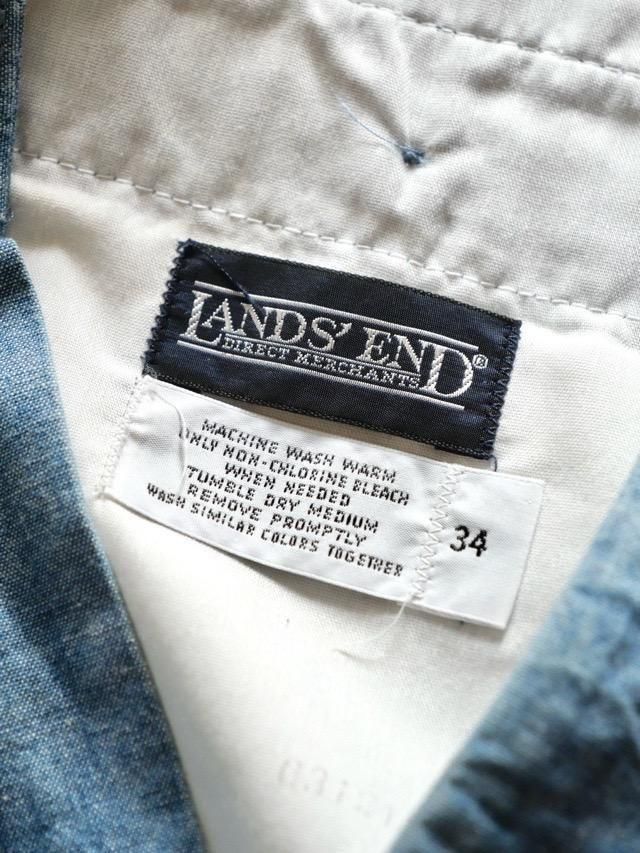 LANDS' END®
DIRECT MERCHANTS
MACHINE WASH WARM
ONLY NON-CHLORINE BLEACH
WHEN NEEDED
TUMBLE DRY MEDIUM
REMOVE PROMPTLY
WASH SIMILAR COLORS TOGETHER
34